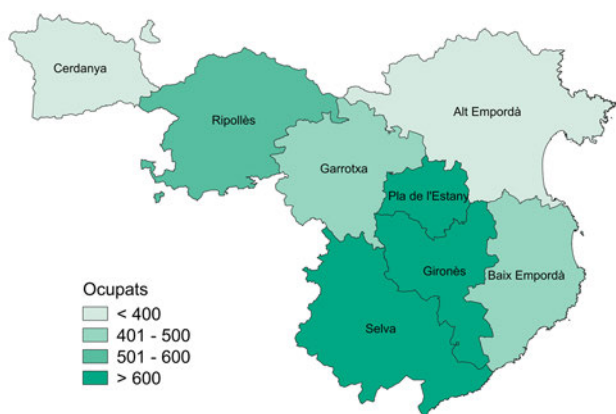 Cerdanya
Ripollès
Alt Empordà
Garrotxa
Pla de l'Estany
Gironès
Baix Empordà
Selva
Ocupats
< 400
401 - 500
501 - 600
> 600